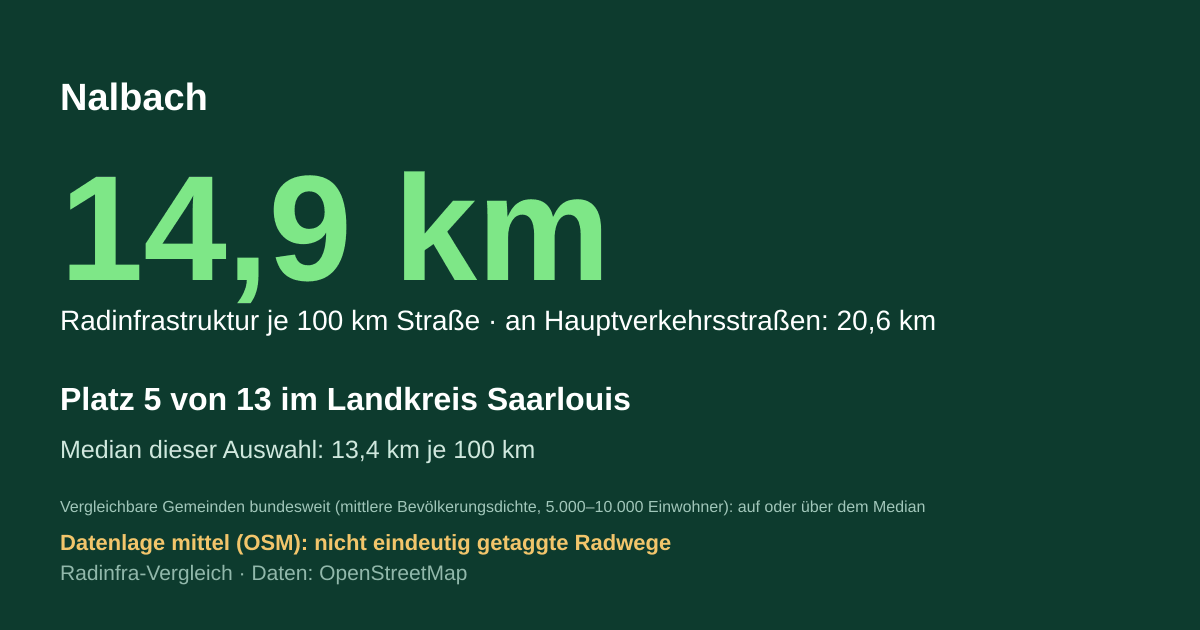 Nalbach
14,9 km
Radinfrastruktur je 100 km Straße · an Hauptverkehrsstraßen: 20,6 km
Platz 5 von 13 im Landkreis Saarlouis
Median dieser Auswahl: 13,4 km je 100 km
Vergleichbare Gemeinden bundesweit (mittlere Bevölkerungsdichte, 5.000–10.000 Einwohner): auf oder über dem Median
Datenlage mittel (OSM): nicht eindeutig getaggte Radwege
Radinfra-Vergleich · Daten: OpenStreetMap